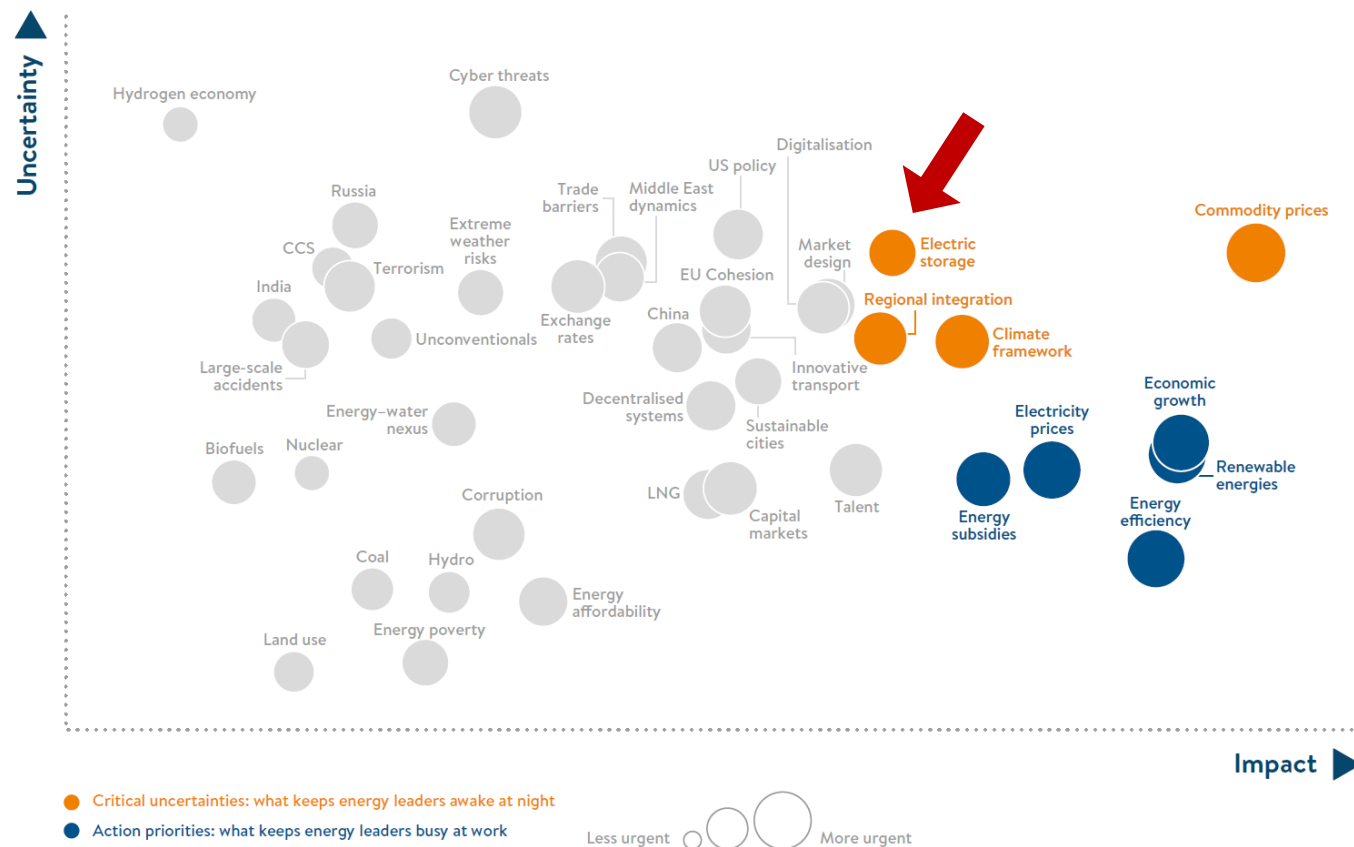 Uncertainty
Hydrogen economy
Cyber threats
Digitalisation
US policy
Russia
Trade
barriers
Middle East
dynamics
Extreme
weather
risks
CCS
Terrorism
India
Market
design
Electric
storage
Commodity prices
EU Cohesion
Regional integration
China
Exchange
rates
Unconventionals
Climate
framework
Large-scale
accidents
Innovative
transport
Decentralised
systems
Sustainable
cities
Economic
growth
Electricity
prices
Energy–water
nexus
Biofuels
Nuclear
Renewable
energies
LNG
Capital
markets
Talent
Energy
subsidies
Energy
efficiency
Corruption
Coal
Hydro
Energy
affordability
Land use
Energy poverty
Impact
Critical uncertainties: what keeps energy leaders awake at night
Action priorities: what keeps energy leaders busy at work
Less urgent
More urgent